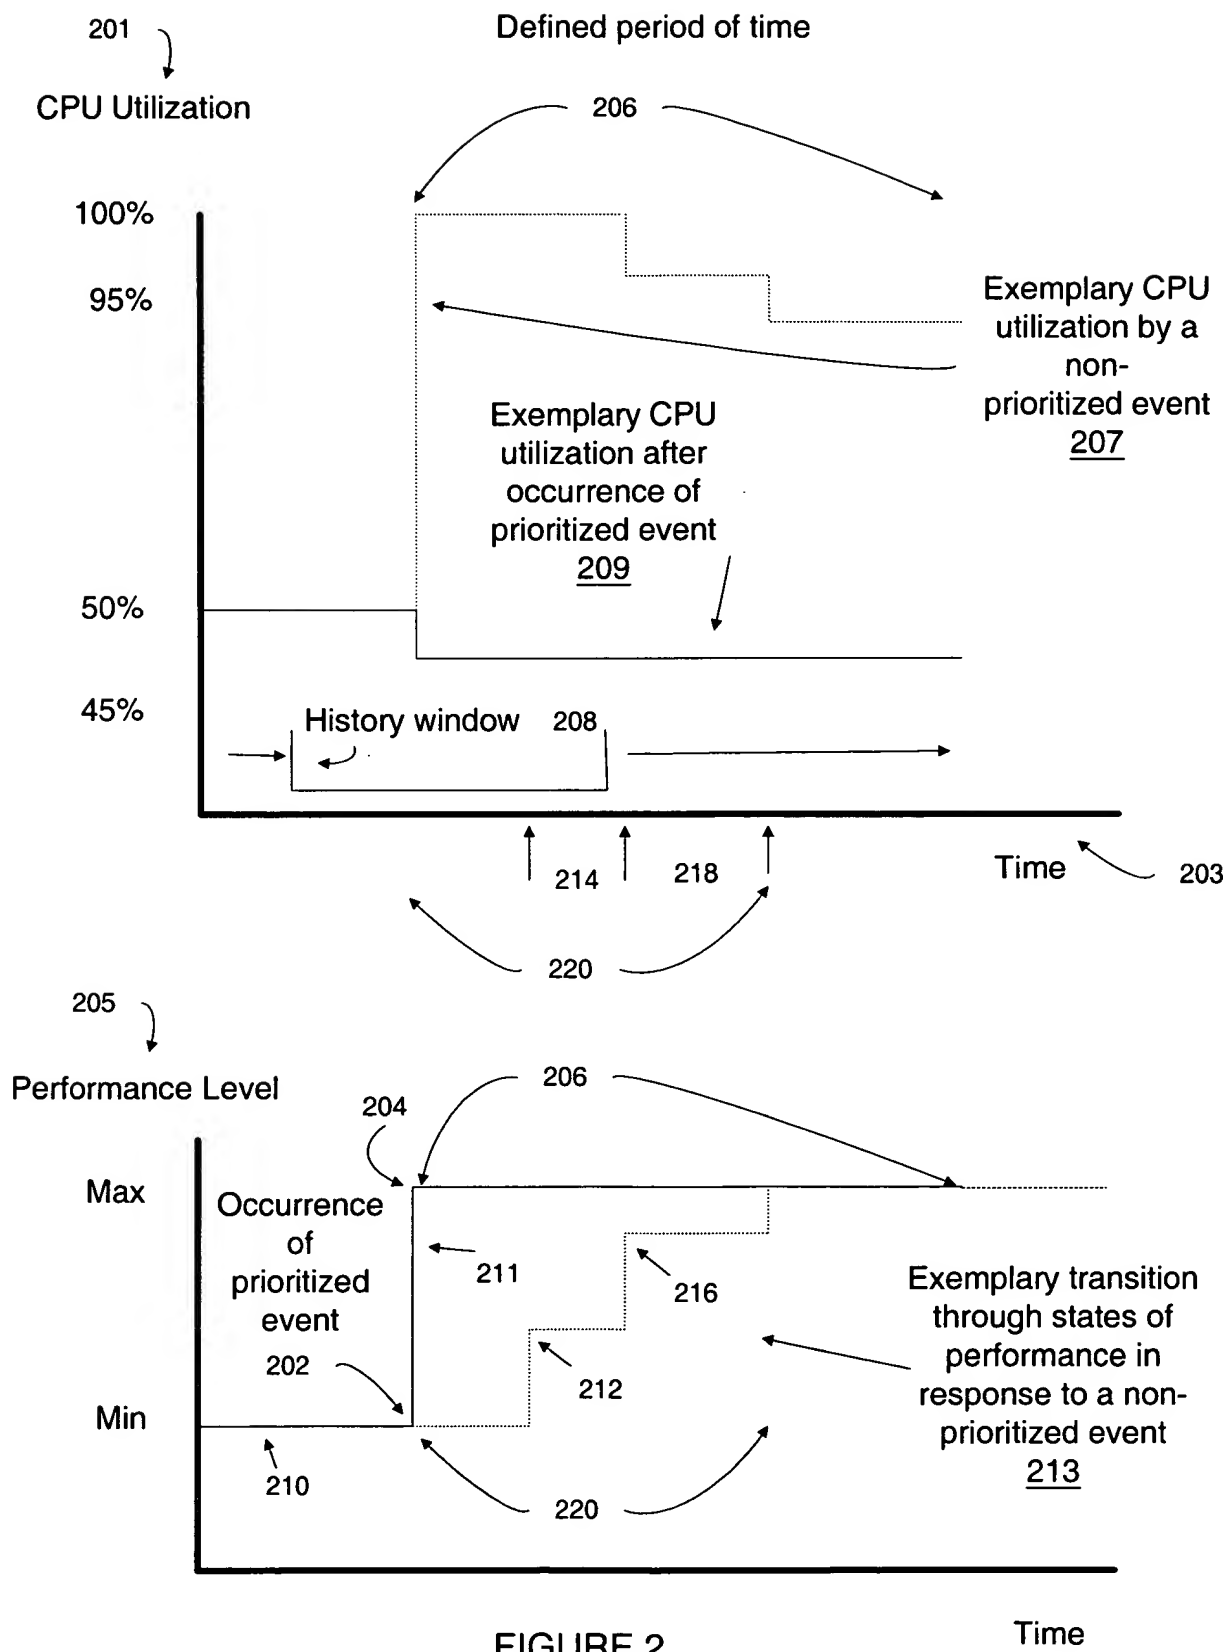 201
Defined period of time
CPU Utilization
206
100%
95%
Exemplary CPU
utilization by a
non-
prioritized event
207
Exemplary CPU
utilization after
occurrence of
prioritized event
209
50%
45%
History window 208
214
218
Time
203
220
205
Performance Level
206
204
Max
Occurrence
of
prioritized
event
202
211
216
212
Exemplary transition
through states of
performance in
response to a non-
prioritized event
213
Min
210
220
Time
FIGURE 2